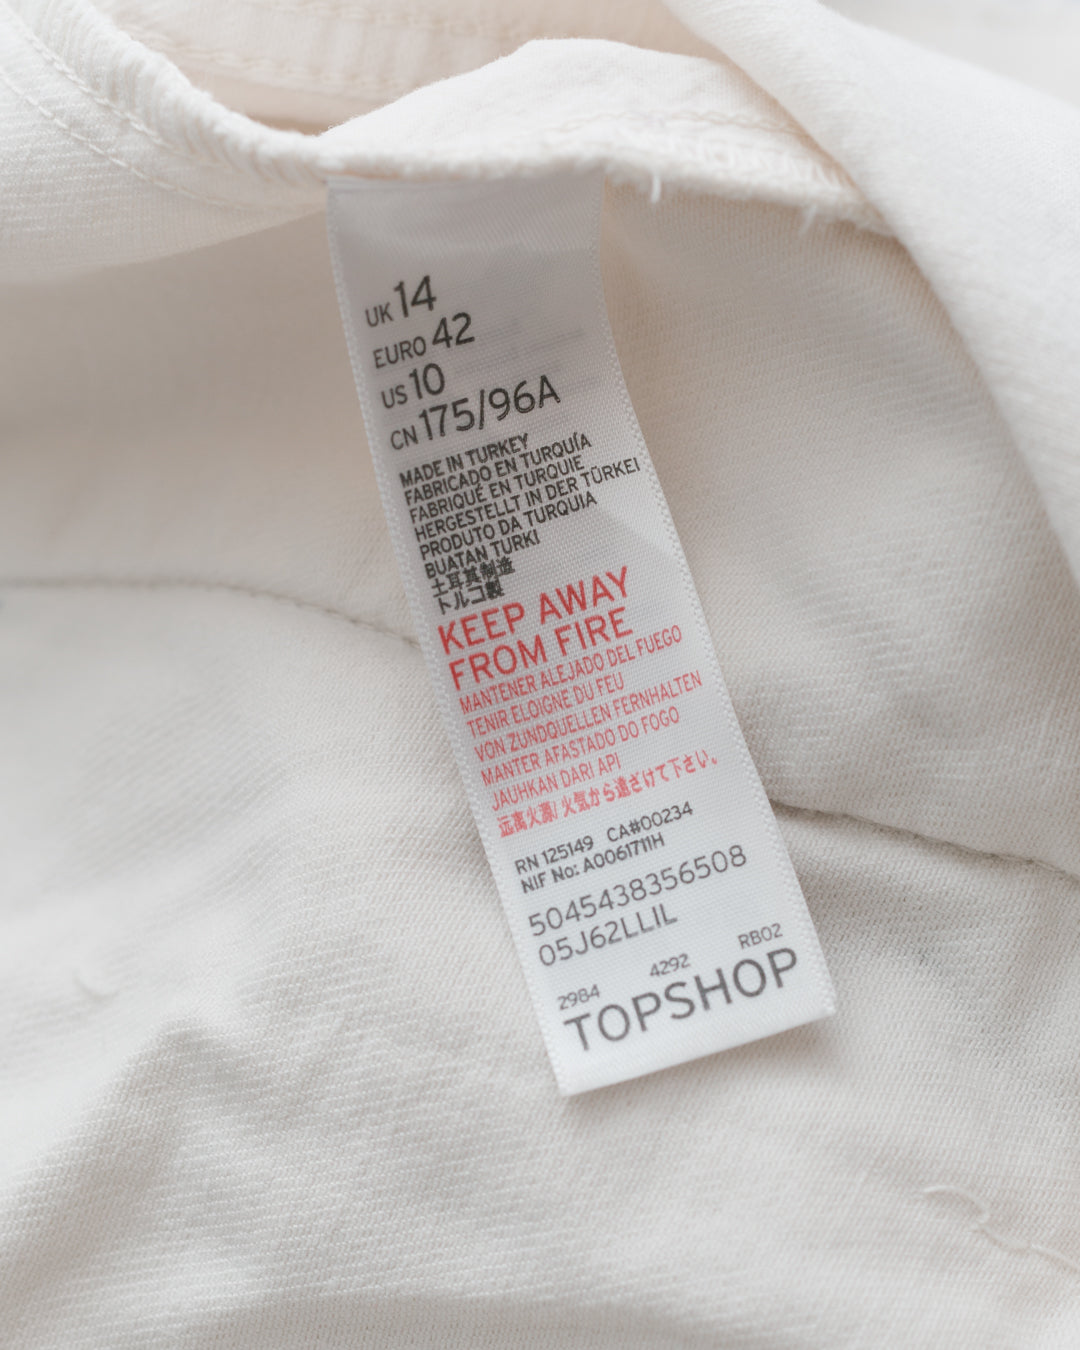 UK 14
EURO 42
US 10
CN 175/96A
MADE IN TURKEY
FABRICADO EN TURQUÍA
FABRIQUÉ EN TURQUIE
HERGESTELLT IN DER TÜRKEI
PRODUTO DA TURQUIA
BUATAN TURKI
土耳其制造
トルコ製
KEEP AWAY
FROM FIRE
MANTENER ALEJADO DEL FUEGO
TENIR ELOIGNE DU FEU
VON ZUNDQUELLEN FERNHALTEN
MANTER AFASTADO DO FOGO
JAUHKAN DARI API
远离火源/ 火気から遠ざけて下さい。
RN 125149 CA#00234
NIF No: A0061711H
5045438356508
05J62LLIL
2984 4292 RB02
TOPSHOP